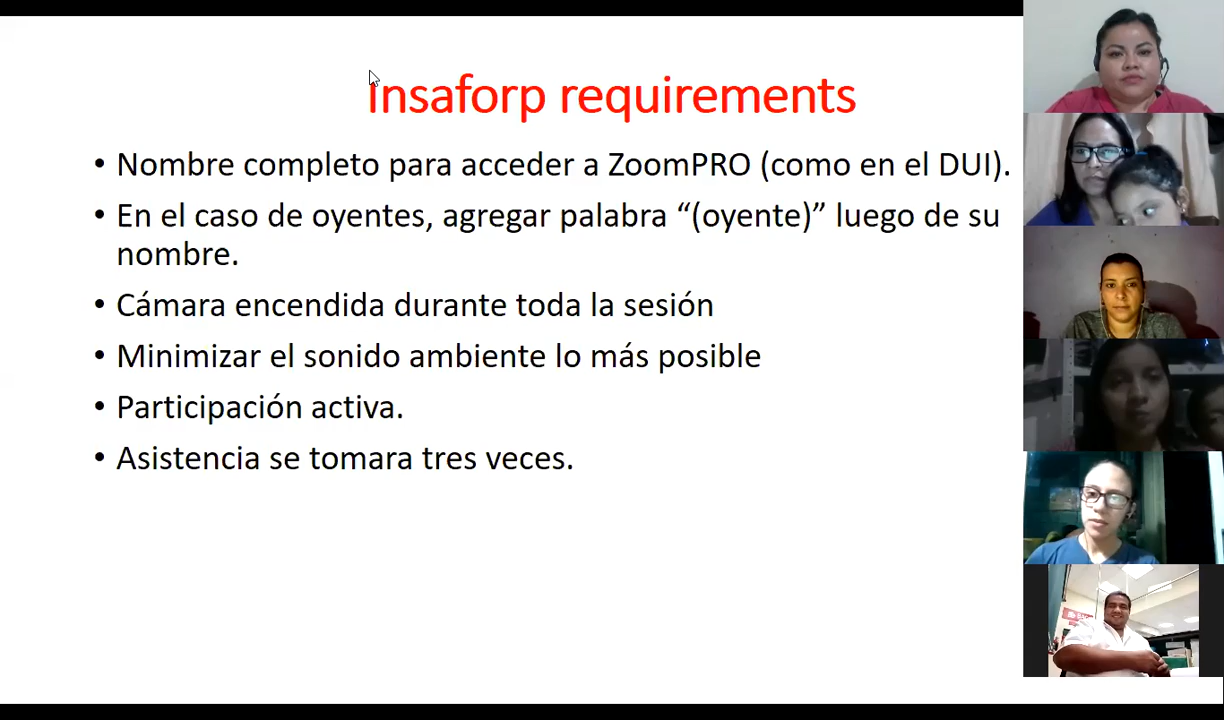 Insaforp requirements
• Nombre completo para acceder a ZoomPRO (como en el DUI).
• En el caso de oyentes, agregar palabra “(oyente)” luego de su
nombre.
• Cámara encendida durante toda la sesión
• Minimizar el sonido ambiente lo más posible
• Participación activa.
• Asistencia se tomara tres veces.